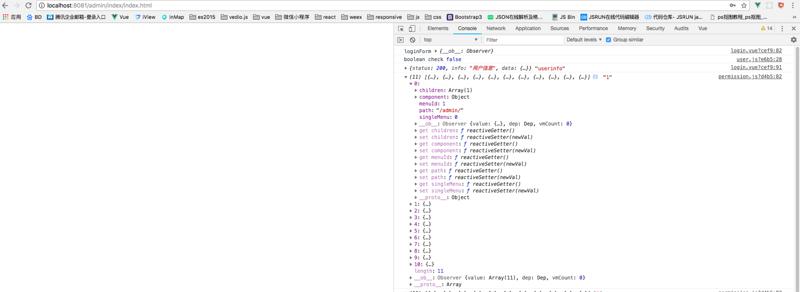 localhost:8081/admin/index/index.html
应用 BD 腾讯企业邮箱-登录入口 Vue iView inMap es2015 vedio.js vue 微信小程序 react weex responsive js css Bootstrap3 JSON在线解析及格... JS Bin JSRUN在线代码编辑器 代码仓库- JSRUN ja... ps抠图教程_ps抠图_...
Elements Console Sources Network Performance Memory Application Security Audits Vue 14
top Filter Default levels Group similar
loginForm {__ob__: Observer} login.vue?cef9:82
boolean check false user.js?e6b5:28
{status: 200, info: "用户信息", data: {…}} "userinfo" login.vue?cef9:91
(11) [{…}, {…}, {…}, {…}, {…}, {…}, {…}, {…}, {…}, {…}, {…}] "1" permission.js?d4b5:82
0:
children: Array(1)
component: Object
menuId: 1
path: "/admin/"
singleMenu: 0
__ob__: Observer {value: {…}, dep: Dep, vmCount: 0}
get children: ƒ reactiveGetter()
set children: ƒ reactiveSetter(newVal)
get component: ƒ reactiveGetter()
set component: ƒ reactiveSetter(newVal)
get menuId: ƒ reactiveGetter()
set menuId: ƒ reactiveSetter(newVal)
get path: ƒ reactiveGetter()
set path: ƒ reactiveSetter(newVal)
get singleMenu: ƒ reactiveGetter()
set singleMenu: ƒ reactiveSetter(newVal)
__proto__: Object
1: {…}
2: {…}
3: {…}
4: {…}
5: {…}
6: {…}
7: {…}
8: {…}
9: {…}
10: {…}
length: 11
__ob__: Observer {value: Array(11), dep: Dep, vmCount: 0}
__proto__: Array